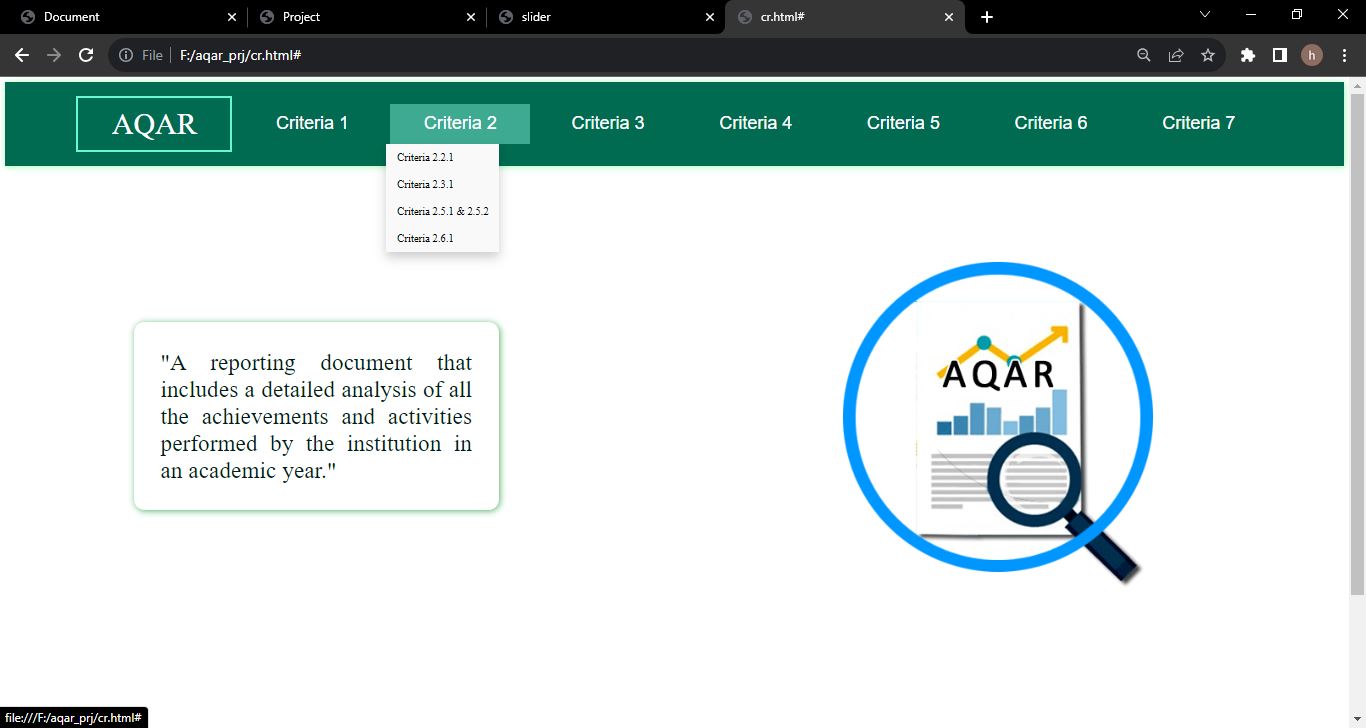 Document
Project
slider
cr.html#
File
F:/aqar_prj/cr.html#
h
AQAR
Criteria 1
Criteria 2
Criteria 3
Criteria 4
Criteria 5
Criteria 6
Criteria 7
Criteria 2.2.1
Criteria 2.3.1
Criteria 2.5.1 & 2.5.2
Criteria 2.6.1
"A reporting document that
includes a detailed analysis of all
the achievements and activities
performed by the institution in
an academic year."
AQAR
file:///F:/aqar_prj/cr.html#